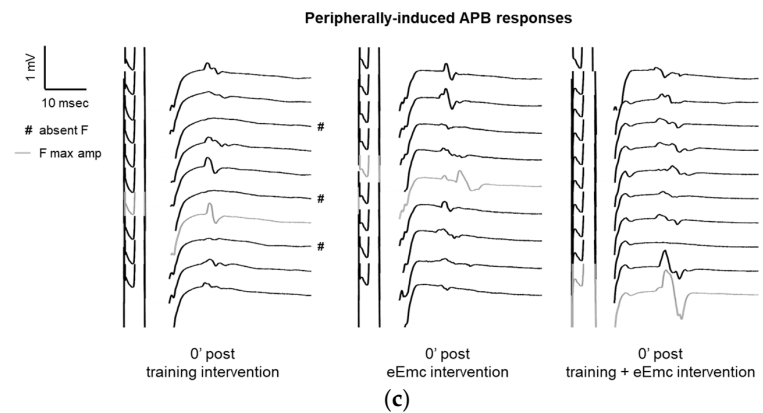 Peripherally-induced APB responses
1 mV
10 msec
# absent F
F max amp
#
#
#
0' post
training intervention
0' post
eEmc intervention
0' post
training + eEmc intervention
(c)